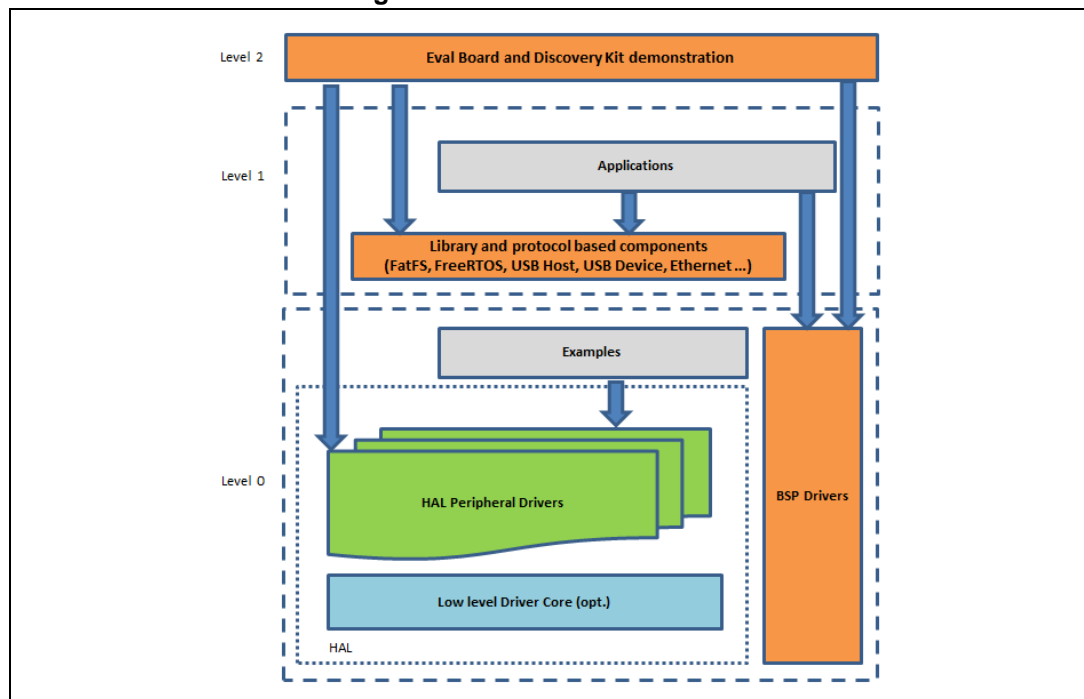 Level 2
Eval Board and Discovery Kit demonstration
Level 1
Applications
Library and protocol based components
(FatFS, FreeRTOS, USB Host, USB Device, Ethernet ...)
Examples
Level 0
HAL Peripheral Drivers
BSP Drivers
Low level Driver Core (opt.)
HAL